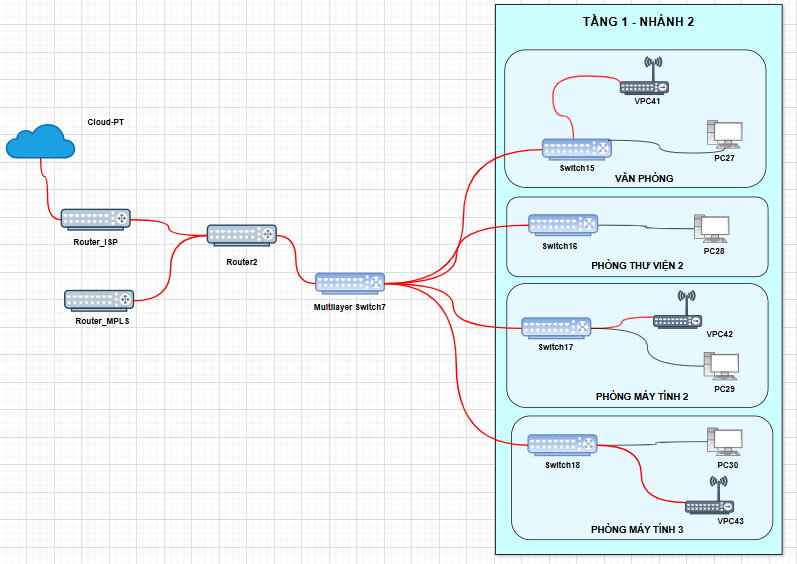 TẦNG 1 - NHÁNH 2
VPC41
Cloud-PT
PC27
Switch15
VĂN PHÒNG
Router_ISP
Switch16
PC28
Router2
PHÒNG THƯ VIỆN 2
Multilayer Switch7
Router_MPLS
VPC42
Switch17
PC29
PHÒNG MÁY TÍNH 2
Switch18
PC30
VPC43
PHÒNG MÁY TÍNH 3